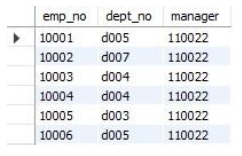 emp_no dept_no manager
10001 d005 110022
10002 d007 110022
10003 d004 110022
10004 d004 110022
10005 d003 110022
10006 d005 110022